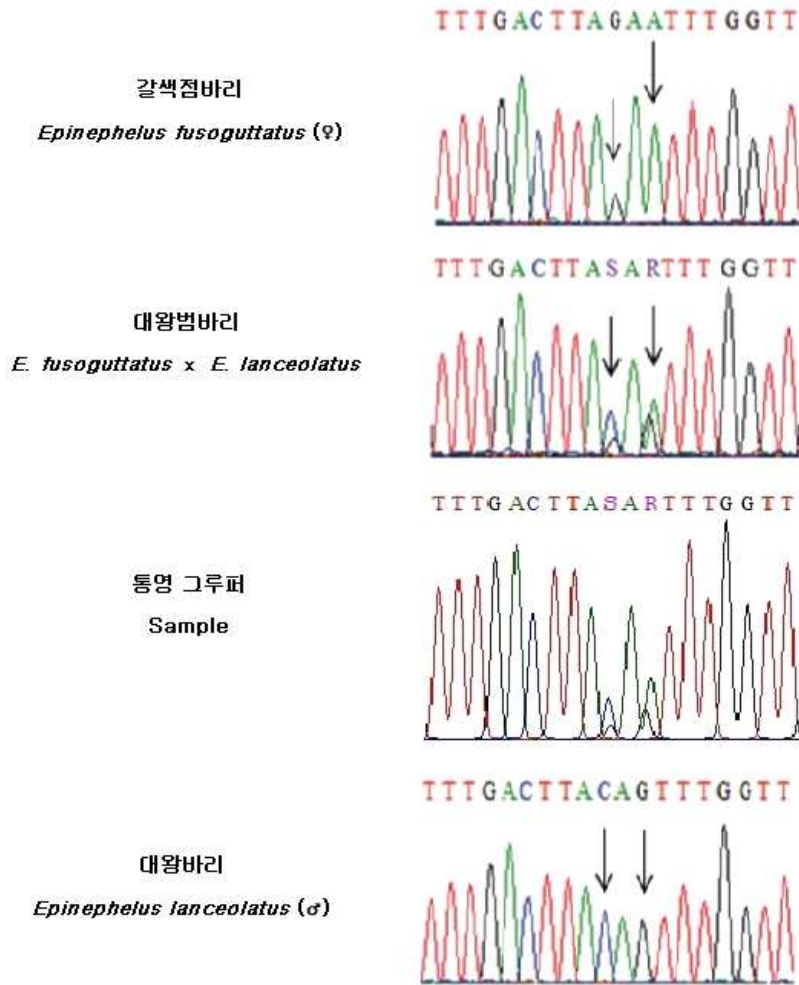 TTTGACTTAGAATTTGGTT
갈색점바리
Epinephelus fusoguttatus (♀)
TTTGACTTASARTTTGGTT
대왕범바리
E. fusoguttatus x E. lanceolatus
TTTGACTTASARTTTGGTT
통영 그루퍼
Sample
TTTGACTTACAGTTTGGTT
대왕바리
Epinephelus lanceolatus (♂)